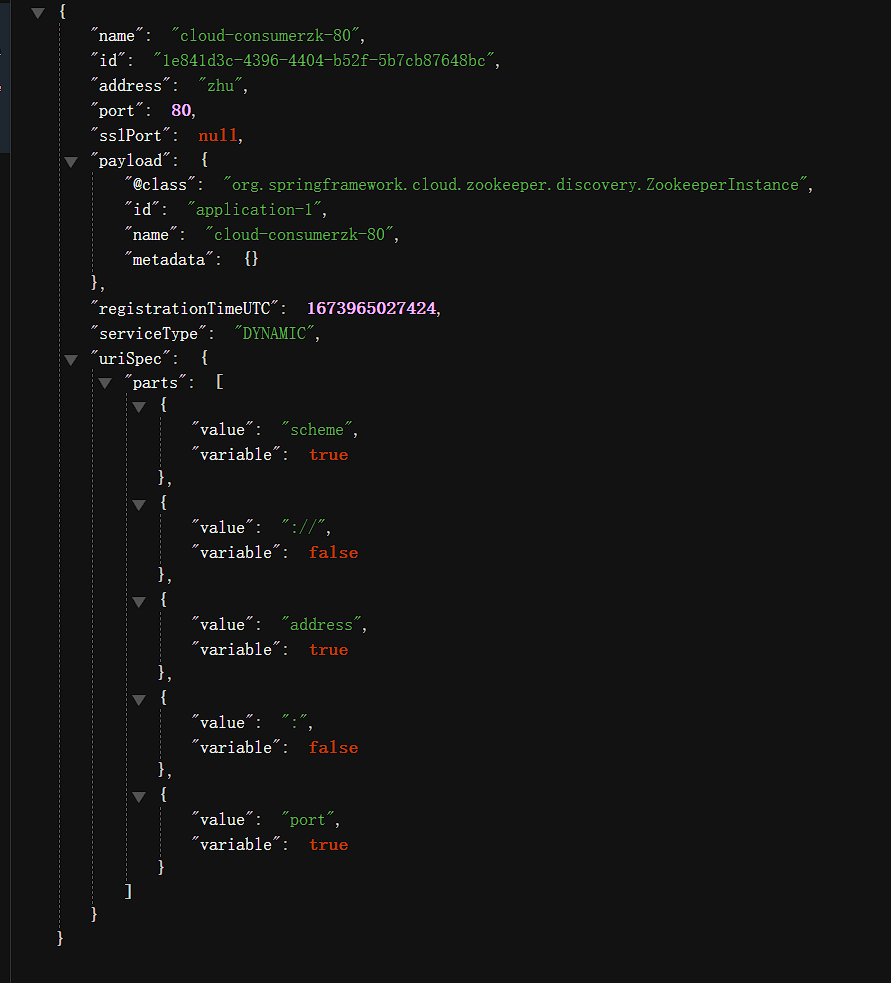 {
"name": "cloud-consumerzk-80",
"id": "1e841d3c-4396-4404-b52f-5b7cb87648bc",
"address": "zhu",
"port": 80,
"sslPort": null,
"payload": {
"@class": "org.springframework.cloud.zookeeper.discovery.ZookeeperInstance",
"id": "application-1",
"name": "cloud-consumerzk-80",
"metadata": {}
},
"registrationTimeUTC": 1673965027424,
"serviceType": "DYNAMIC",
"uriSpec": {
"parts": [
{
"value": "scheme",
"variable": true
},
{
"value": "://",
"variable": false
},
{
"value": "address",
"variable": true
},
{
"value": ":",
"variable": false
},
{
"value": "port",
"variable": true
}
]
}
}